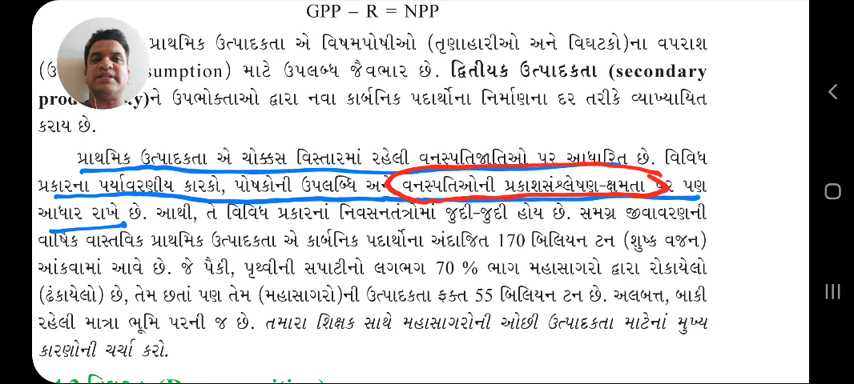 GPP – R = NPP
પ્રાથમિક ઉત્પાદકતા એ વિષમપોષીઓ (તૃણાહારીઓ અને વિઘટકો)ના વપરાશ
sumption) માટે ઉપલબ્ધ જૈવભાર છે. દ્વિતીયક ઉત્પાદકતા (secondary
ને ઉપભોક્તાઓ દ્વારા નવા કાર્બનિક પદાર્થોના નિર્માણના દર તરીકે વ્યાખ્યાયિત
કરાય છે.
પ્રાથમિક ઉત્પાદકતા એ ચોક્કસ વિસ્તારમાં રહેલી વનસ્પતિજાતિઓ પર આધારિત છે. વિવિધ
પ્રકારના પર્યાવરણીય કારકો, પોષકોની ઉપલબ્ધિ અને વનસ્પતિઓની પ્રકાશસંશ્લેષણ-ક્ષમતા પર પણ
આધાર રાખે છે. આથી, તે વિવિધ પ્રકારનાં નિવસનતંત્રોમાં જુદી-જુદી હોય છે. સમગ્ર જીવાવરણની
વાર્ષિક વાસ્તવિક પ્રાથમિક ઉત્પાદકતા એ કાર્બનિક પદાર્થોના અંદાજિત 170 બિલિયન ટન (શુષ્ક વજન)
આંકવામાં આવે છે. જે પૈકી, પૃથ્વીની સપાટીનો લગભગ 70 % ભાગ મહાસાગરો દ્વારા રોકાયેલો
(ઢંકાયેલો) છે, તેમ છતાં પણ તેમ (મહાસાગરો)ની ઉત્પાદકતા ફક્ત 55 બિલિયન ટન છે. અલબત્ત, બાકી
રહેલી માત્રા ભૂમિ પરની જ છે. તમારા શિક્ષક સાથે મહાસાગરોની ઓછી ઉત્પાદકતા માટેનાં મુખ્ય
કારણોની ચર્ચા કરો.